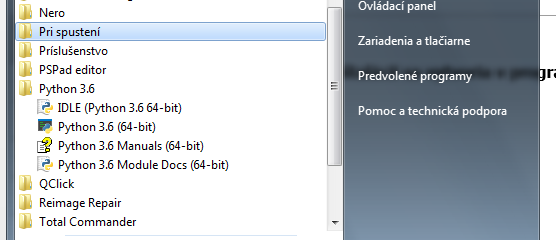 Nero
Pri spustení
Príslušenstvo
PSPad editor
Python 3.6
IDLE (Python 3.6 64-bit)
Python 3.6 (64-bit)
Python 3.6 Manuals (64-bit)
Python 3.6 Module Docs (64-bit)
QClick
Reimage Repair
Total Commander
Ovládací panel
Zariadenia a tlačiarne
Predvolené programy
Pomoc a technická podpora